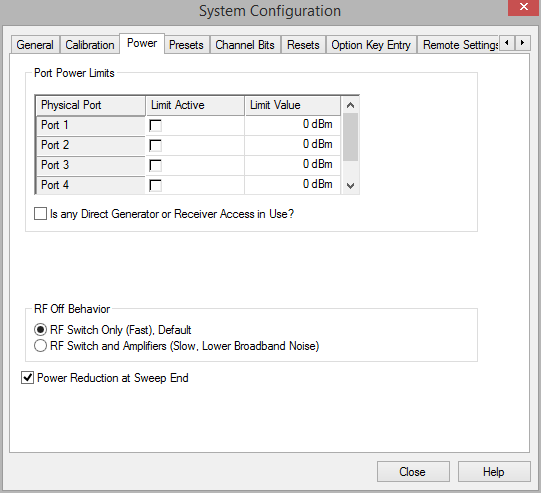 System Configuration
General Calibration Power Presets Channel Bits Resets Option Key Entry Remote Settings
Port Power Limits
Physical Port Limit Active Limit Value
Port 1 0 dBm
Port 2 0 dBm
Port 3 0 dBm
Port 4 0 dBm
Is any Direct Generator or Receiver Access in Use?
RF Off Behavior
RF Switch Only (Fast), Default
RF Switch and Amplifiers (Slow, Lower Broadband Noise)
Power Reduction at Sweep End
Close Help